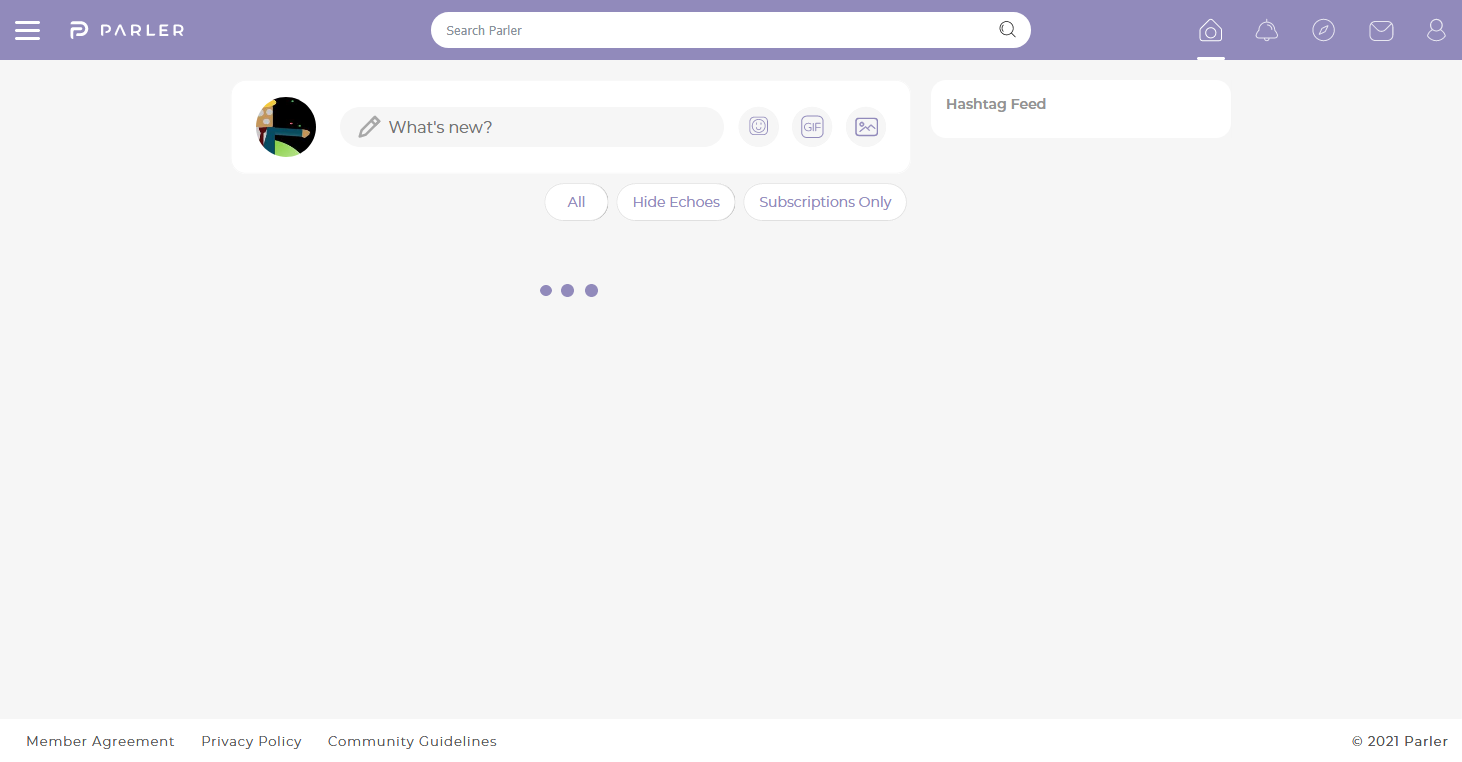 PARLER
Search Parler
What's new?
GIF
Hashtag Feed
All
Hide Echoes
Subscriptions Only
Member Agreement
Privacy Policy
Community Guidelines
© 2021 Parler